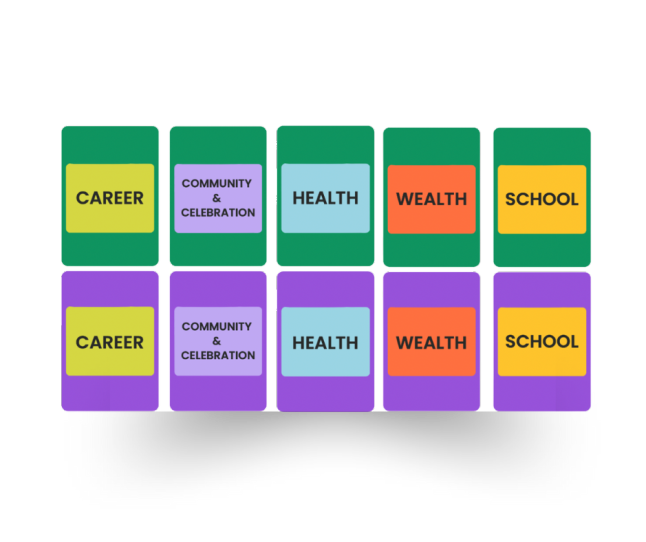 CAREER
COMMUNITY
&
CELEBRATION
HEALTH
WEALTH
SCHOOL
CAREER
COMMUNITY
&
CELEBRATION
HEALTH
WEALTH
SCHOOL